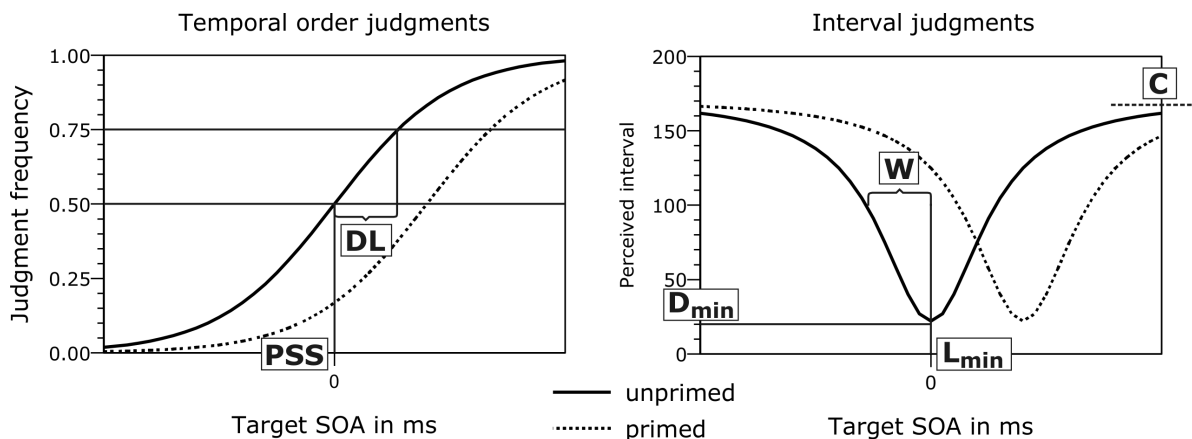 Temporal order judgments
Judgment frequency
1.00
0.75
0.50
0.25
0.00
DL
PSS
0
Target SOA in ms
Interval judgments
Perceived interval
200
150
100
50
0
C
W
Dmin
Lmin
0
Target SOA in ms
unprimed
primed